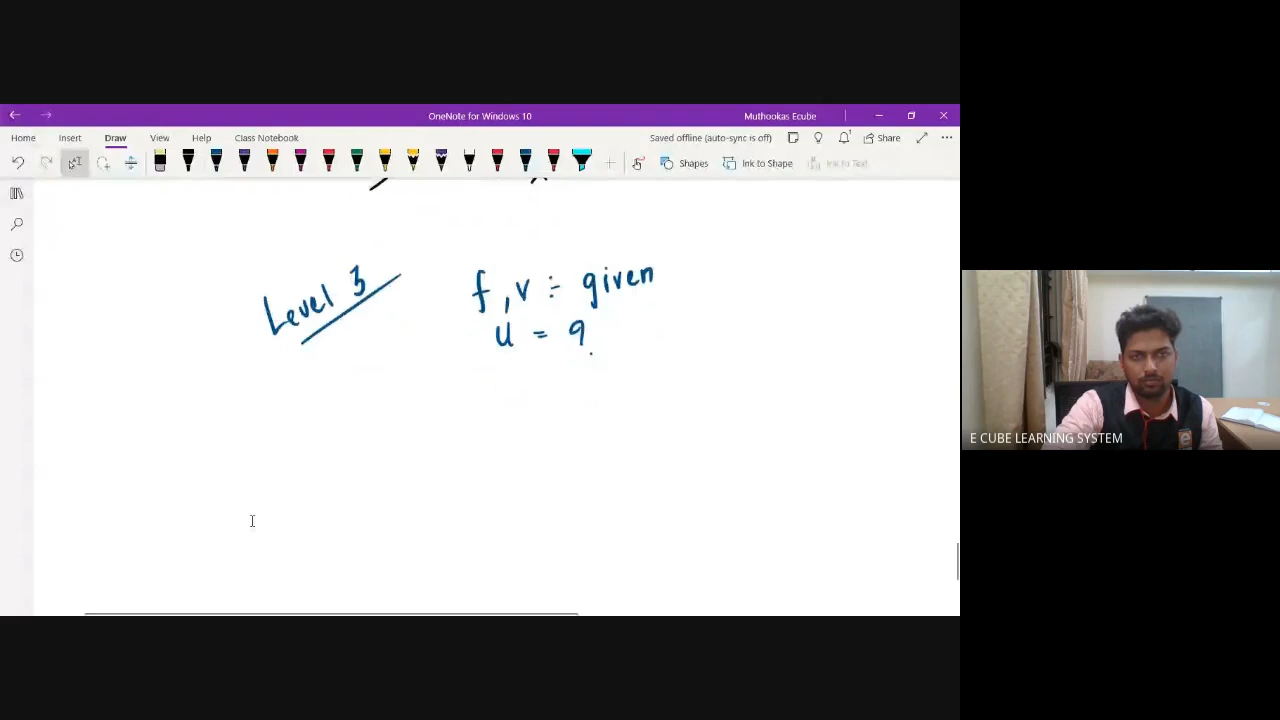 OneNote for Windows 10
Muthookas Ecube
Home Insert Draw View Help Class Notebook
Saved offline (auto-sync is off)
Share
Shapes
Ink to Shape
Ink to Text
Level 3
f, v ÷ given
u = ?
E CUBE LEARNING SYSTEM